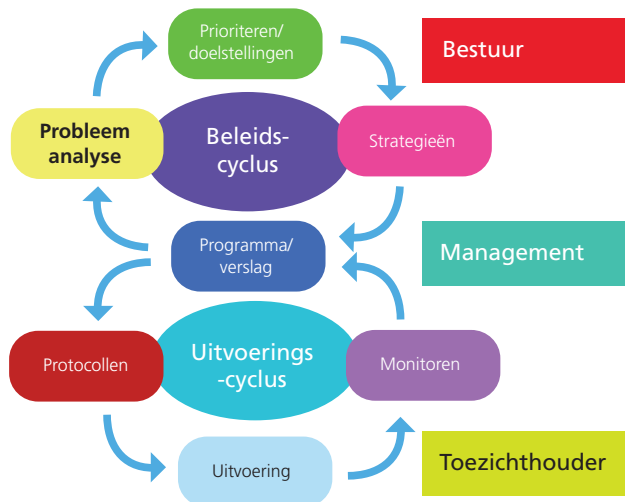 Prioriteren/
doelstellingen
Bestuur
Probleem
analyse
Beleids-
cyclus
Strategieën
Programma/
verslag
Management
Protocollen
Uitvoerings
-cyclus
Monitoren
Uitvoering
Toezichthouder